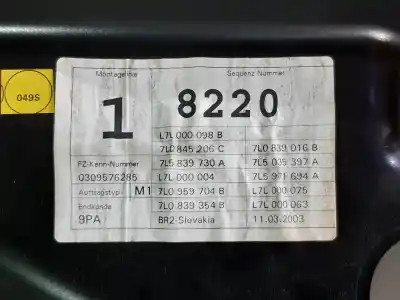 049S
Montagelinie Sequenz Nummer
1 8220
L7L 000 098 B
7L0 845 206 C 7L0 839 016 B
PZ-Kenn-Nummer 7L5 839 730 A 7L5 035 397 A
0309576285 L7L 000 004 7L5 971 694 A
Auftragstyp M1 7L0 959 704 B L7L 000 075
Endkunde 7L0 839 354 B L7L 000 063
9PA BR2-Slovakia 11.03.2003